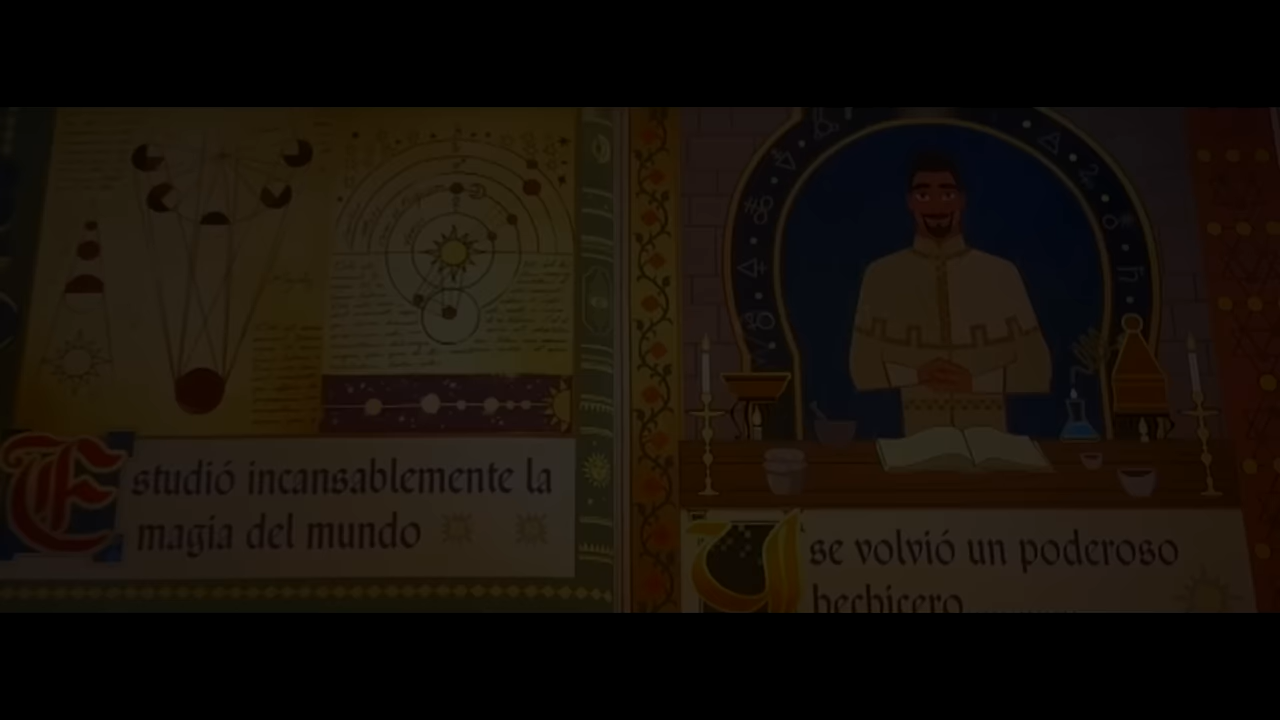 Estudió incansablemente la
magia del mundo
Y se volvió un poderoso
hechicero